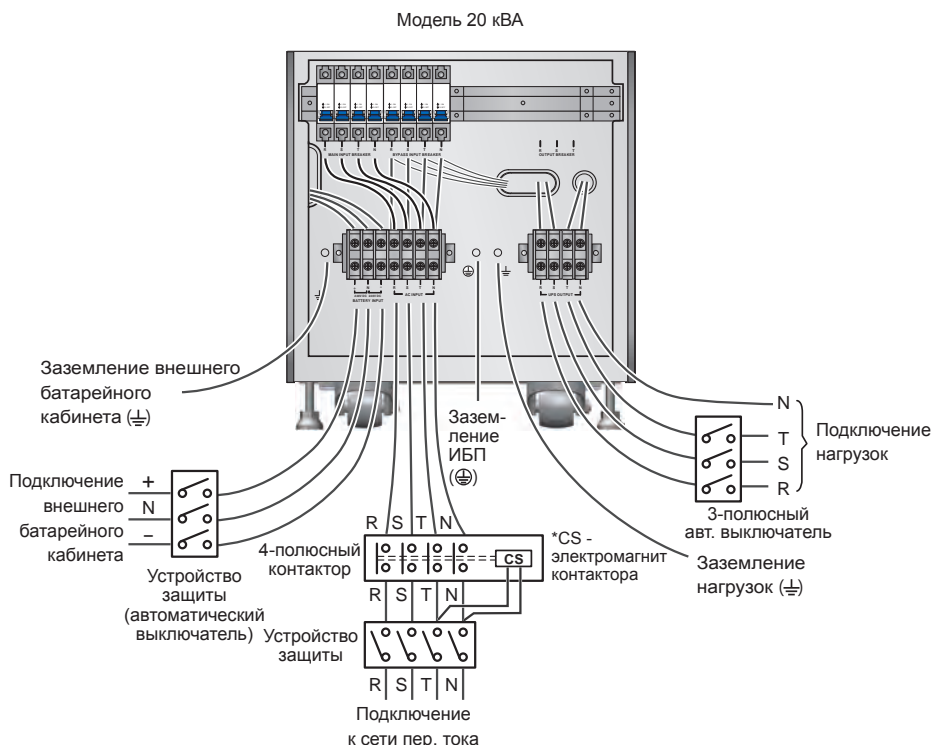 Модель 20 кВА
R S T N R S T N
MAIN INPUT BREAKER
BYPASS INPUT BREAKER
R S T
OUTPUT BREAKER
+ N - R S T N
BATTERY INPUT
AC INPUT
R S T N
UPS OUTPUT
Заземление внешнего
батарейного
кабинета (⏚)
Зазем-
ление
ИБП
(⏚)
N
T
S
R
Подключение
нагрузок
3-полюсный
авт. выключатель
Заземление
нагрузок (⏚)
Подключение
внешнего
батарейного
кабинета
+
N
–
Устройство
защиты
(автоматический
выключатель)
R S T N
4-полюсный
контактор
CS
*CS -
электромагнит
контактора
R S T N
Устройство
защиты
R S T N
Подключение
к сети пер. тока